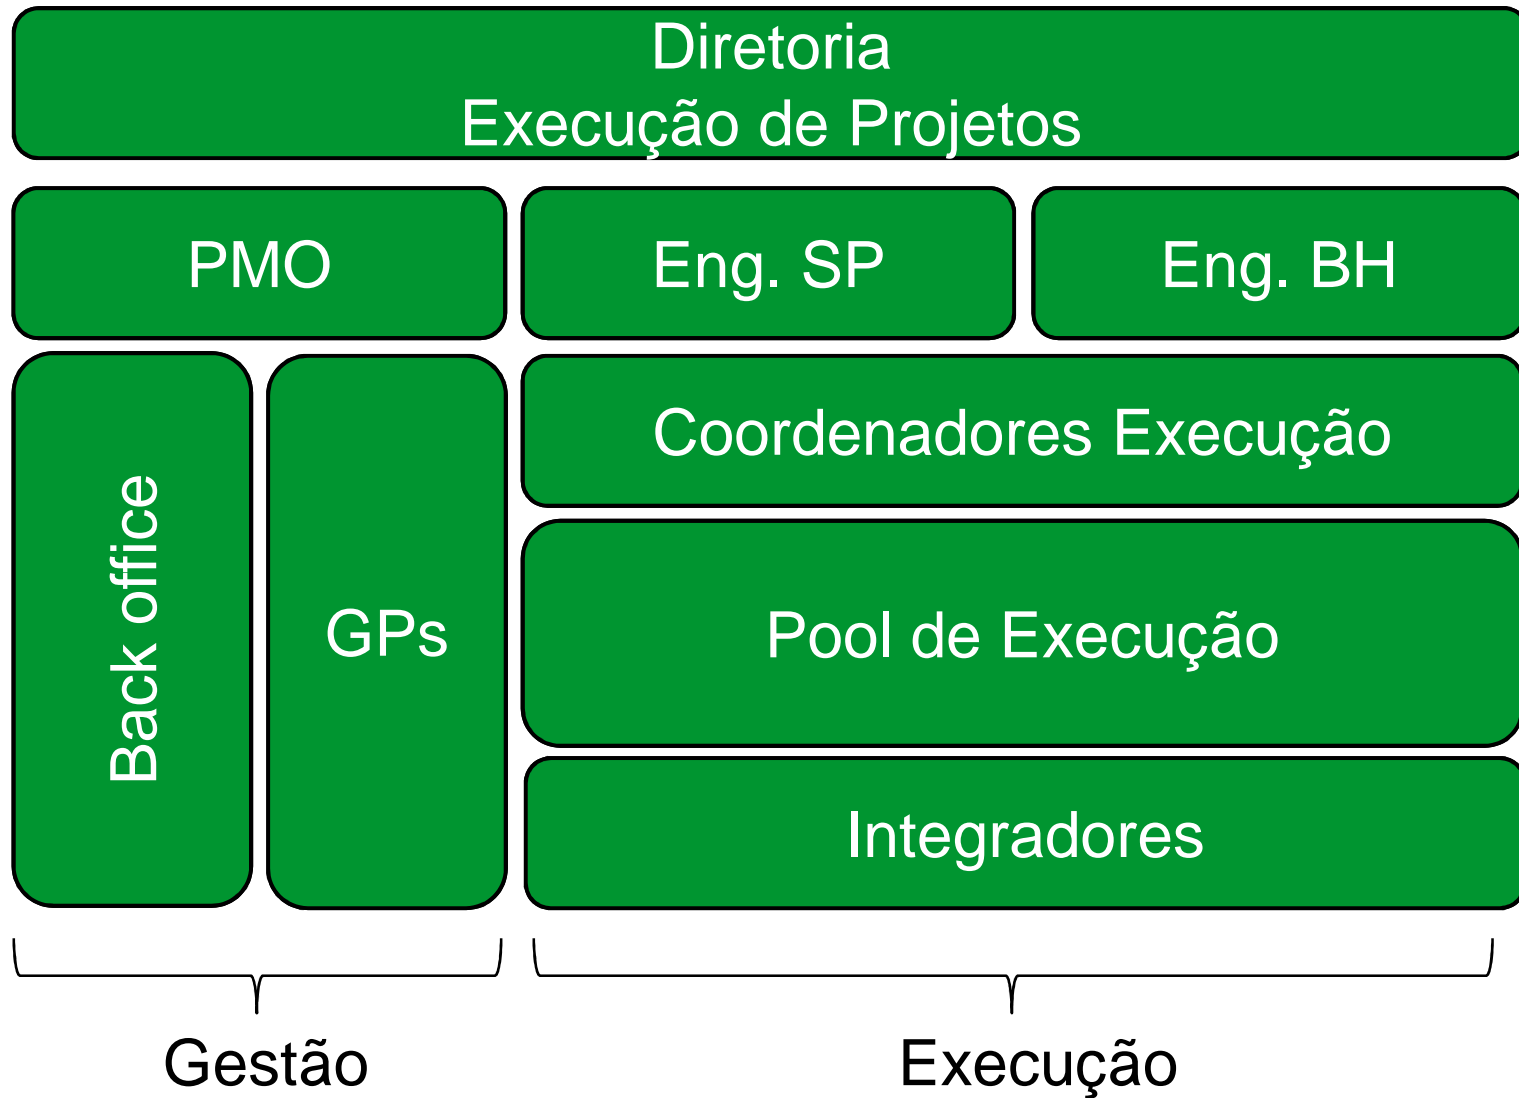 Diretoria
Execução de Projetos
PMO
Eng. SP
Eng. BH
Back office
GPs
Coordenadores Execução
Pool de Execução
Integradores
Gestão
Execução